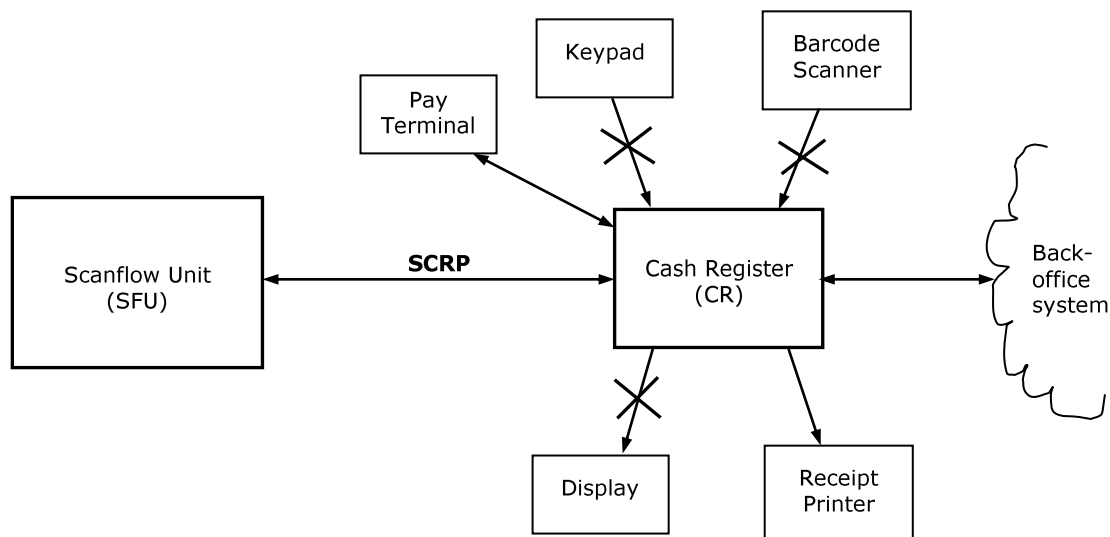 Keypad
Barcode
Scanner
Pay
Terminal
Scanflow Unit
(SFU)
SCRP
Cash Register
(CR)
Back-
office
system
Display
Receipt
Printer